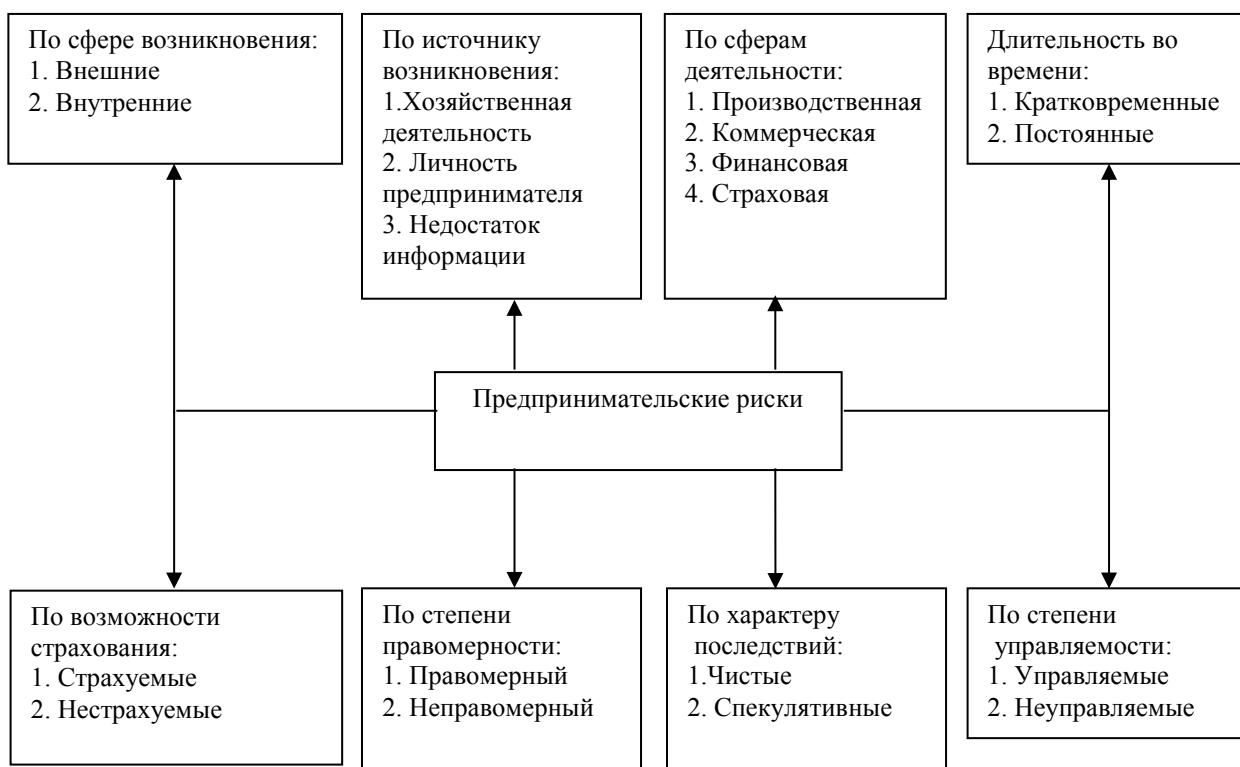 По сфере возникновения:
1. Внешние
2. Внутренние
По источнику
возникновения:
1.Хозяйственная
деятельность
2. Личность
предпринимателя
3. Недостаток
информации
По сферам
деятельности:
1. Производственная
2. Коммерческая
3. Финансовая
4. Страховая
Длительность во
времени:
1. Кратковременные
2. Постоянные
Предпринимательские риски
По возможности
страхования:
1. Страхуемые
2. Нестрахуемые
По степени
правомерности:
1. Правомерный
2. Неправомерный
По характеру
последствий:
1.Чистые
2. Спекулятивные
По степени
управляемости:
1. Управляемые
2. Неуправляемые